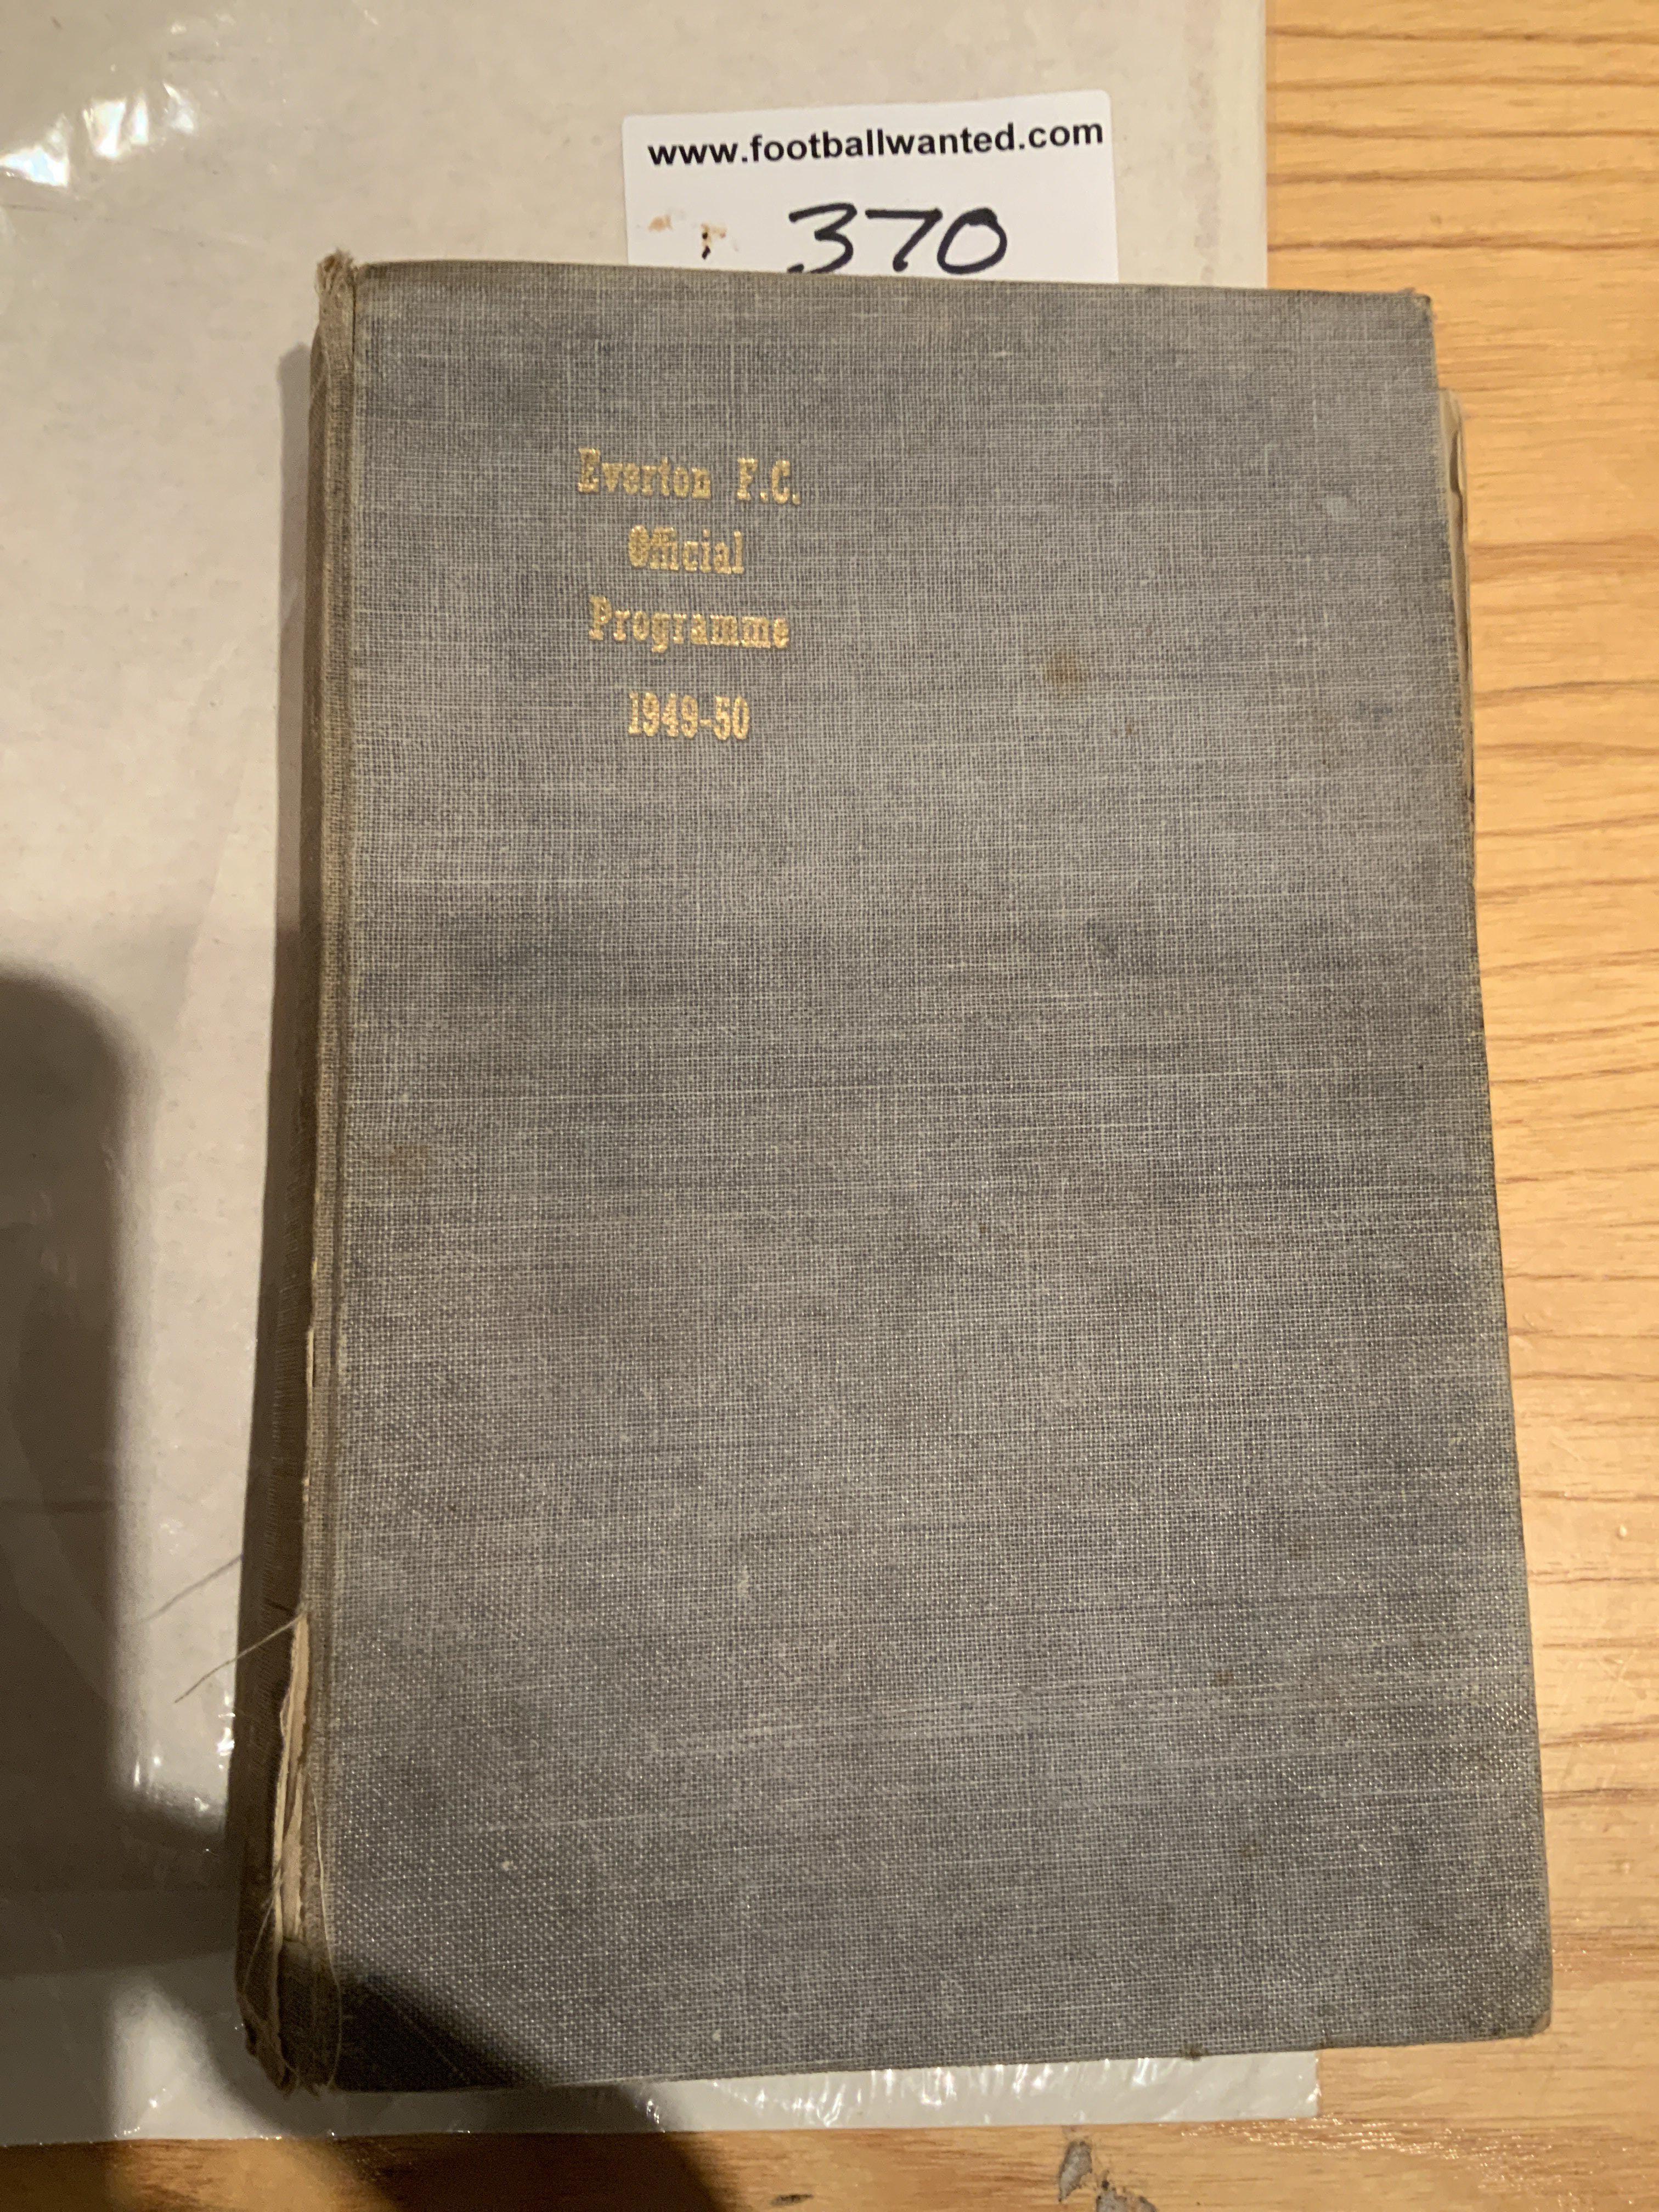 www.footballwanted.com
370
Everton F.C.
Official
Programme
1949-50